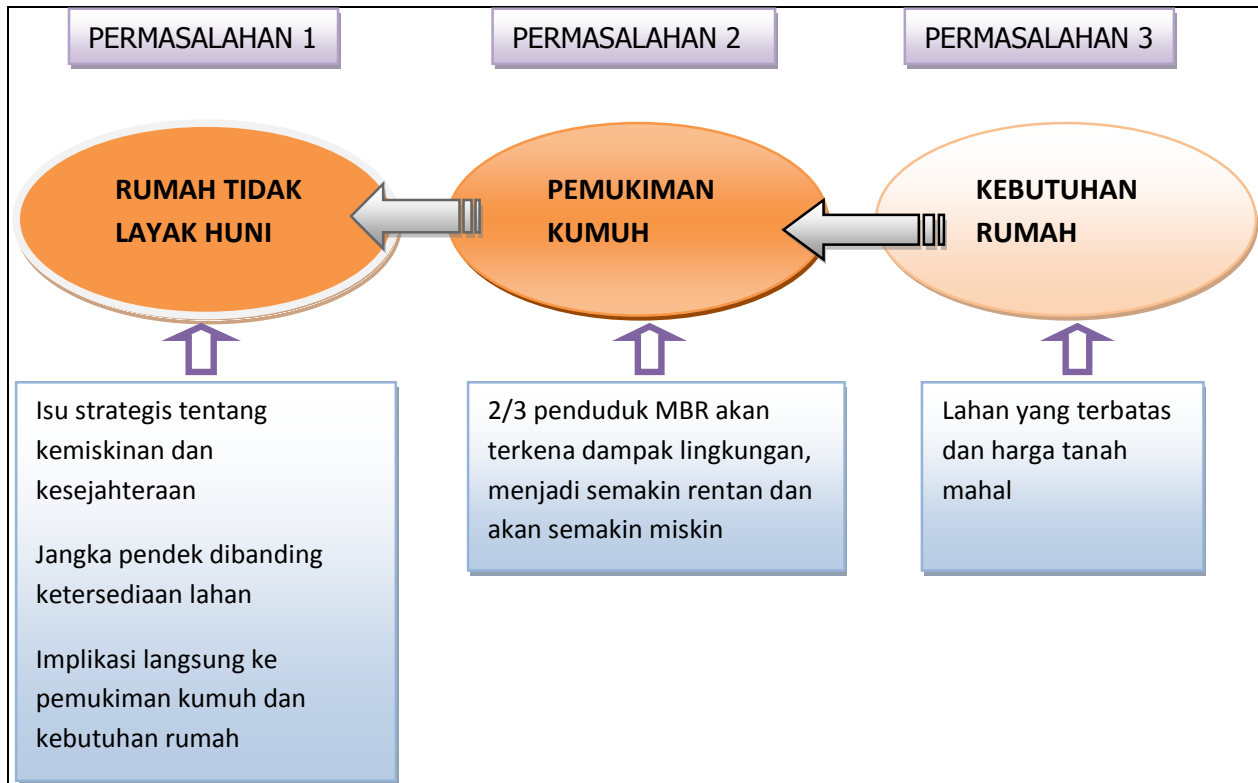 PERMASALAHAN 1
PERMASALAHAN 2
PERMASALAHAN 3
RUMAH TIDAK
LAYAK HUNI
PEMUKIMAN
KUMUH
KEBUTUHAN
RUMAH
Isu strategis tentang
kemiskinan dan
kesejahteraan
Jangka pendek dibanding
ketersediaan lahan
Implikasi langsung ke
pemukiman kumuh dan
kebutuhan rumah
2/3 penduduk MBR akan
terkena dampak lingkungan,
menjadi semakin rentan dan
akan semakin miskin
Lahan yang terbatas
dan harga tanah
mahal